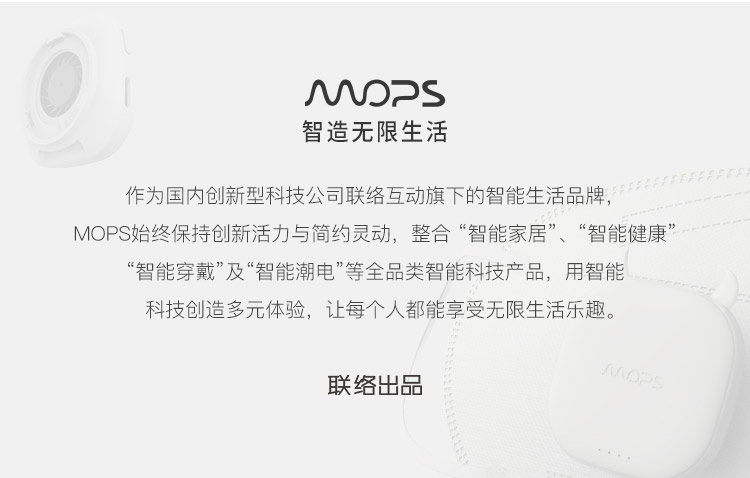 MOPS
智造无限生活
作为国内创新型科技公司联络互动旗下的智能生活品牌，
MOPS始终保持创新活力与简约灵动，整合 “智能家居”、“智能健康”
“智能穿戴”及“智能潮电”等全品类智能科技产品，用智能
科技创造多元体验，让每个人都能享受无限生活乐趣。
MOPS
联络出品